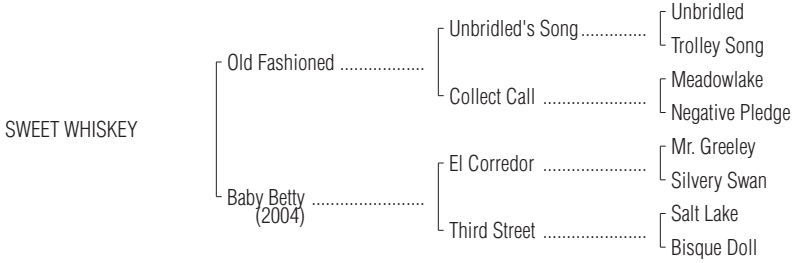 Unbridled
Unbridled's Song..............
Trolley Song
Old Fashioned ..................
Meadowlake
Collect Call ......................
Negative Pledge
SWEET WHISKEY
Mr. Greeley
El Corredor ......................
Silvery Swan
Baby Betty ........................
(2004)
Salt Lake
Third Street ......................
Bisque Doll